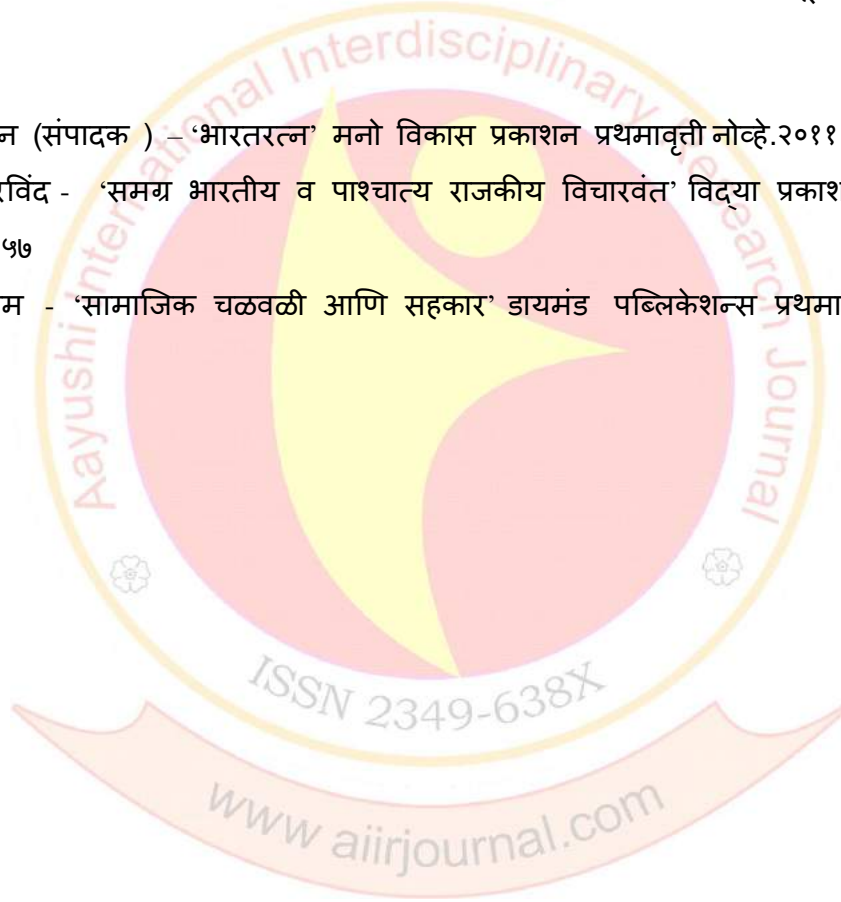 न (संपादक ) – ‘भारतरत्न’ मनो विकास प्रकाशन प्रथमावृत्ती नोव्हे.२०११
रविंद - ‘समग्र भारतीय व पाश्चात्य राजकीय विचारवंत’ विद्‌या प्रकाश
५७
म - ‘सामाजिक चळवळी आणि सहकार’ डायमंड पब्लिकेशन्स प्रथमा
Aayushi International Interdisciplinary Research Journal
ISSN 2349-638X
www aiirjournal.com